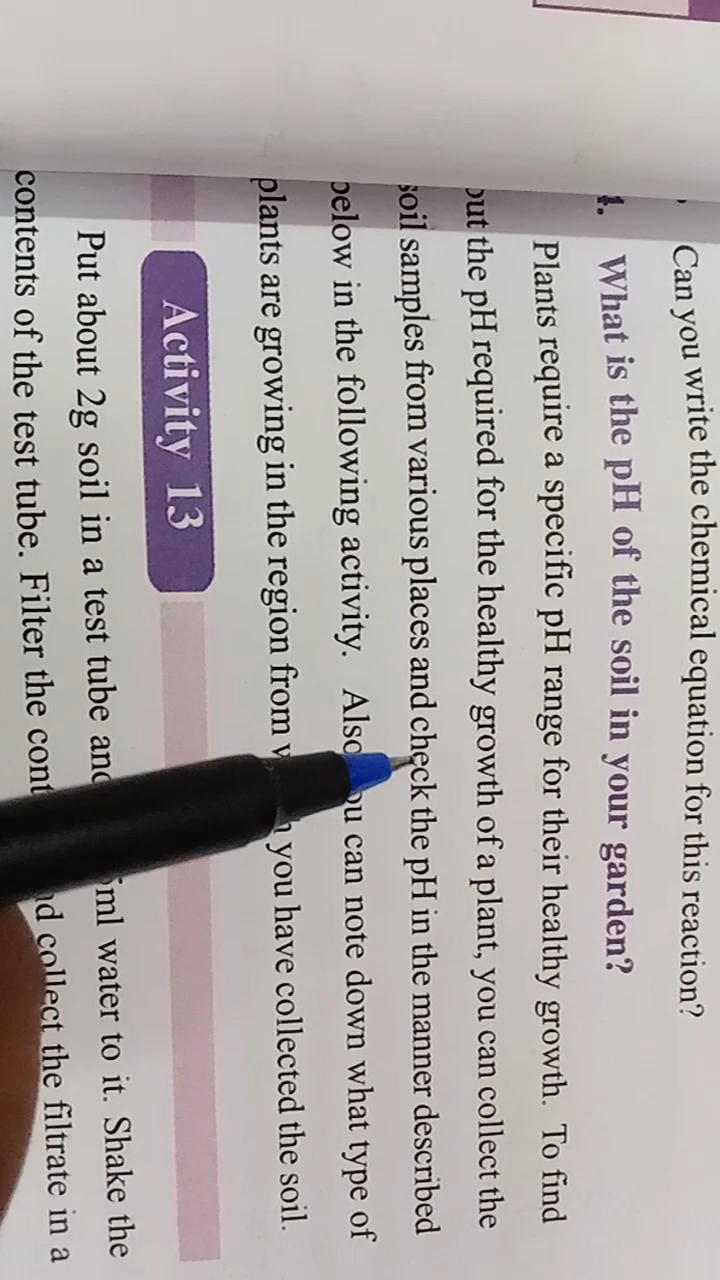 Can you write the chemical equation for this reaction?
4. What is the pH of the soil in your garden?
Plants require a specific pH range for their healthy growth. To find
out the pH required for the healthy growth of a plant, you can collect the
soil samples from various places and check the pH in the manner described
below in the following activity. Also you can note down what type of
plants are growing in the region from you have collected the soil.
Activity 13
Put about 2g soil in a test tube and ml water to it. Shake the
contents of the test tube. Filter the collect the filtrate in a